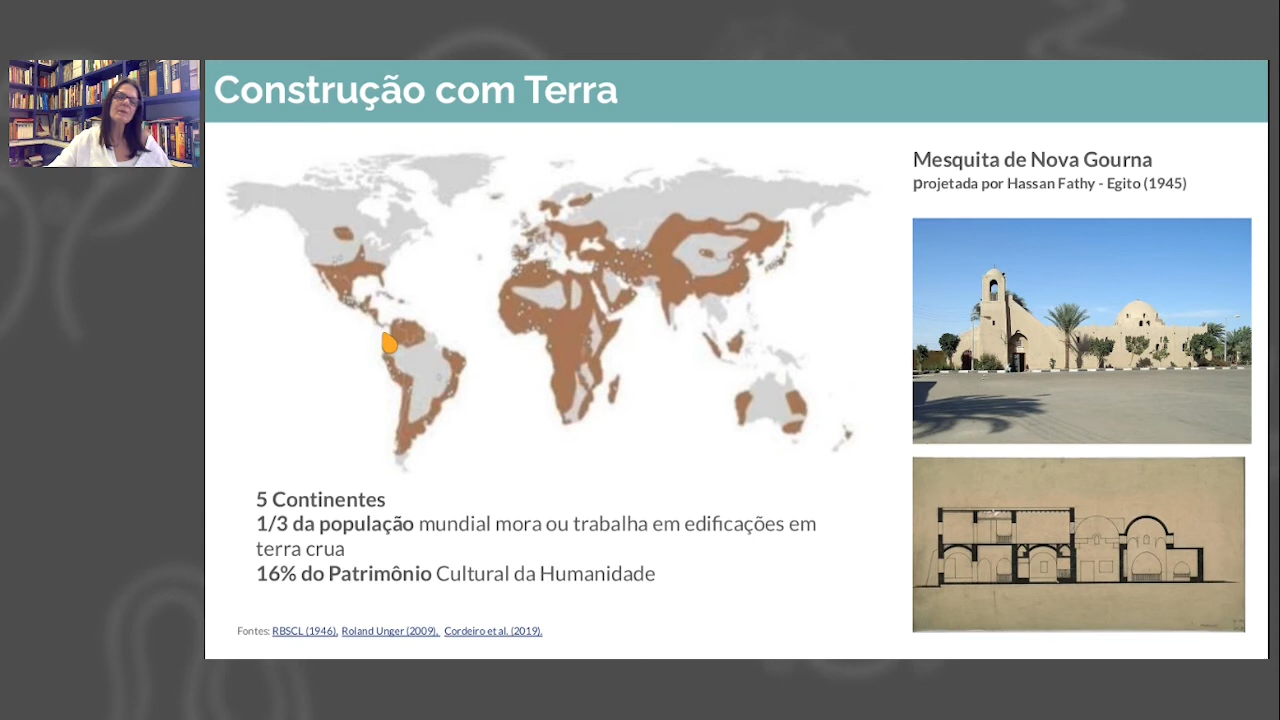 Construção com Terra
Mesquita de Nova Gourna
projetada por Hassan Fathy - Egito (1945)
5 Continentes
1/3 da população mundial mora ou trabalha em edificações em
terra crua
16% do Patrimônio Cultural da Humanidade
Fontes: RBSCL (1946), Roland Unger (2009), Cordeiro et al. (2019).